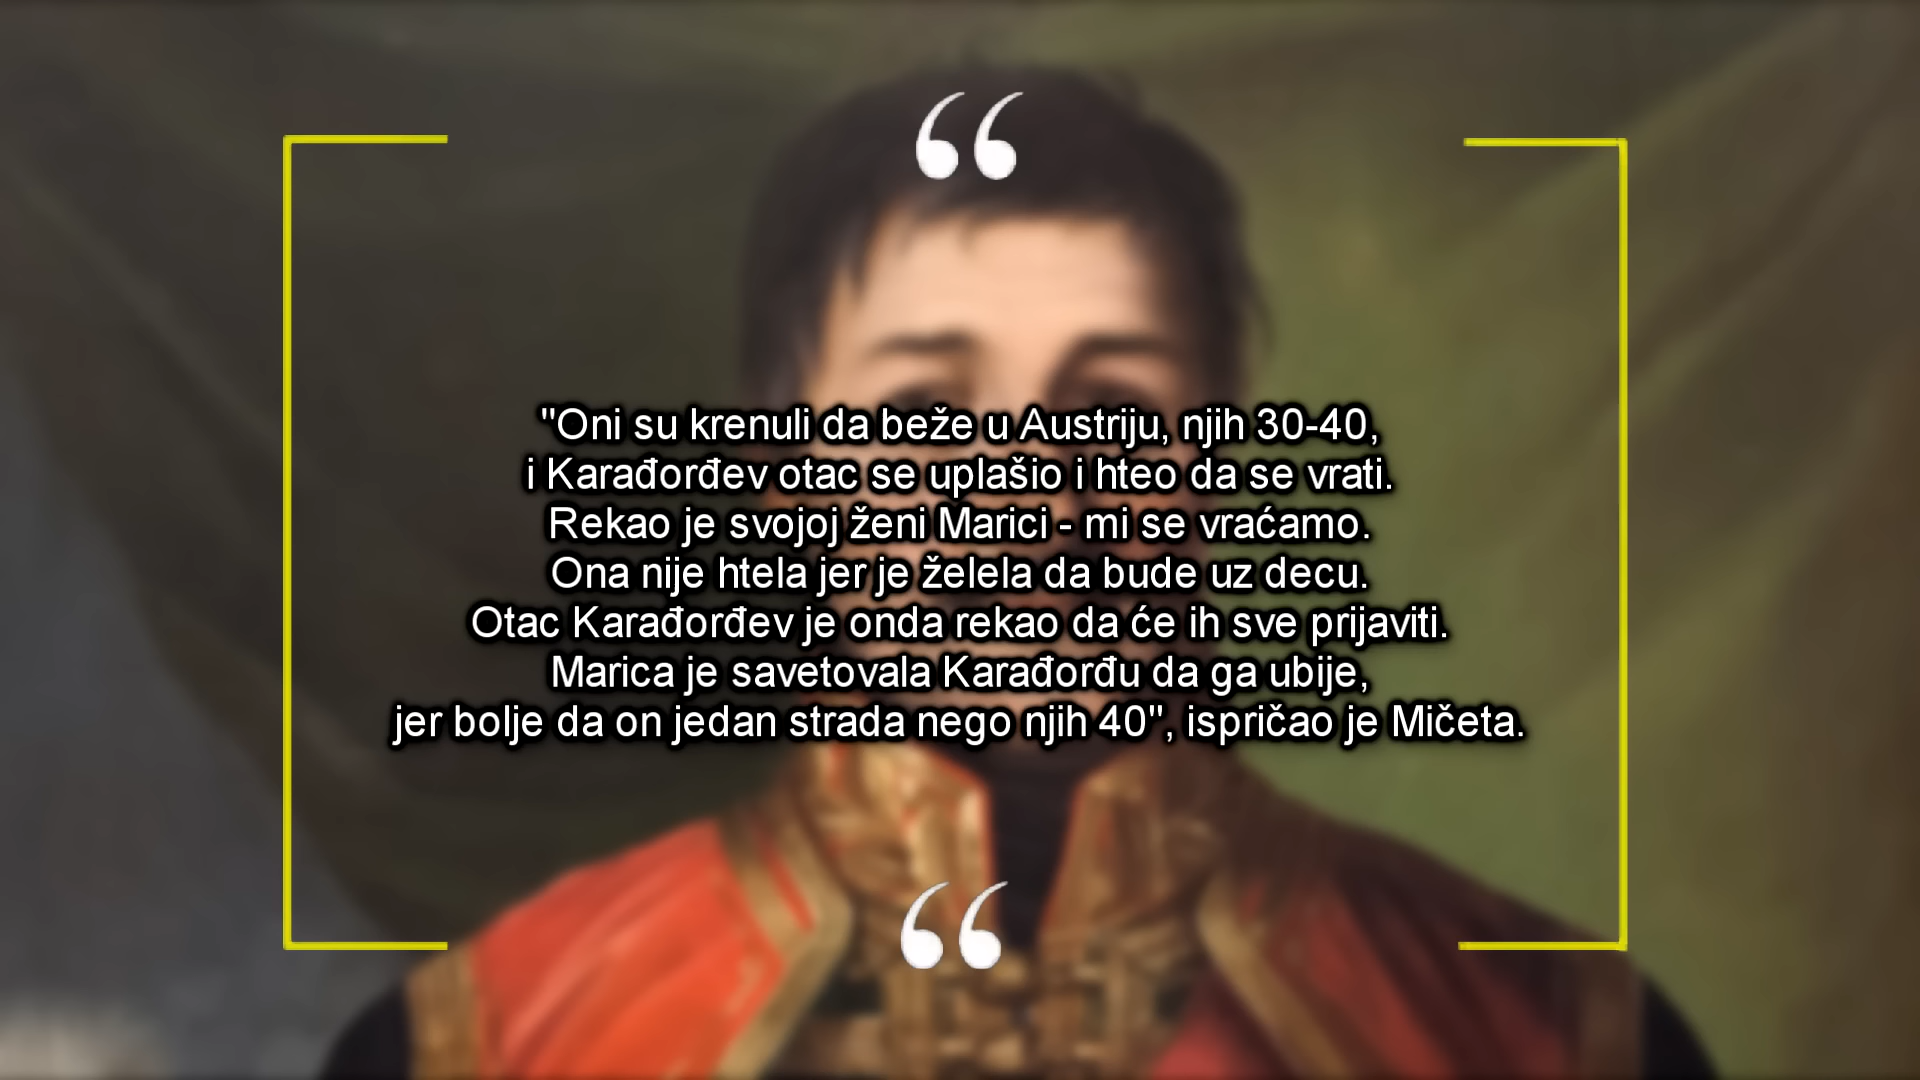 "Oni su krenuli da beže u Austriju, njih 30-40,
i Karađorđev otac se uplašio i hteo da se vrati.
Rekao je svojoj ženi Marici - mi se vraćamo.
Ona nije htela jer je želela da bude uz decu.
Otac Karađorđev je onda rekao da će ih sve prijaviti.
Marica je savetovala Karađorđu da ga ubije,
jer bolje da on jedan strada nego njih 40", ispričao je Mičeta.